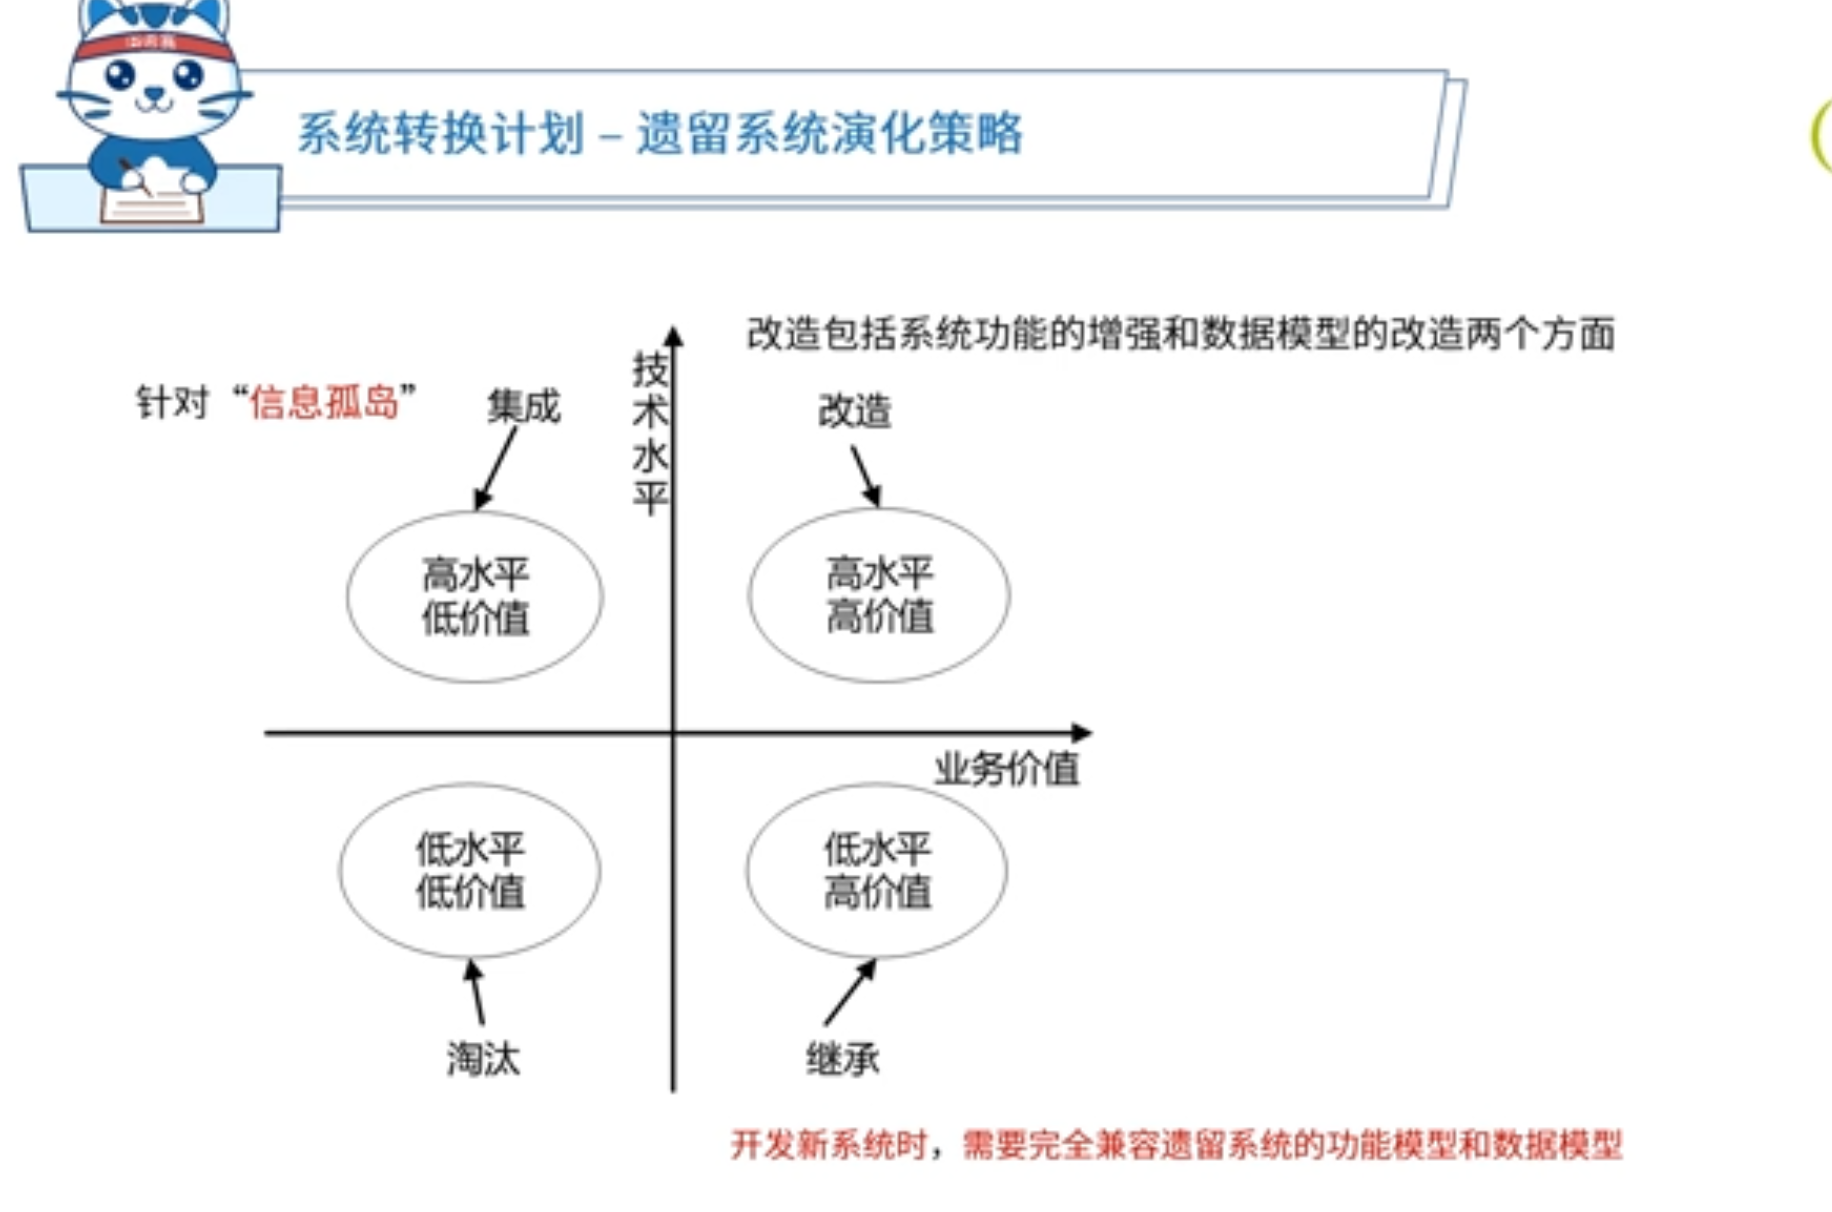 系统转换计划 – 遗留系统演化策略
改造包括系统功能的增强和数据模型的改造两个方面
针对“信息孤岛”
集成
技术水平
改造
高水平
低价值
高水平
高价值
业务价值
低水平
低价值
低水平
高价值
淘汰
继承
开发新系统时，需要完全兼容遗留系统的功能模型和数据模型